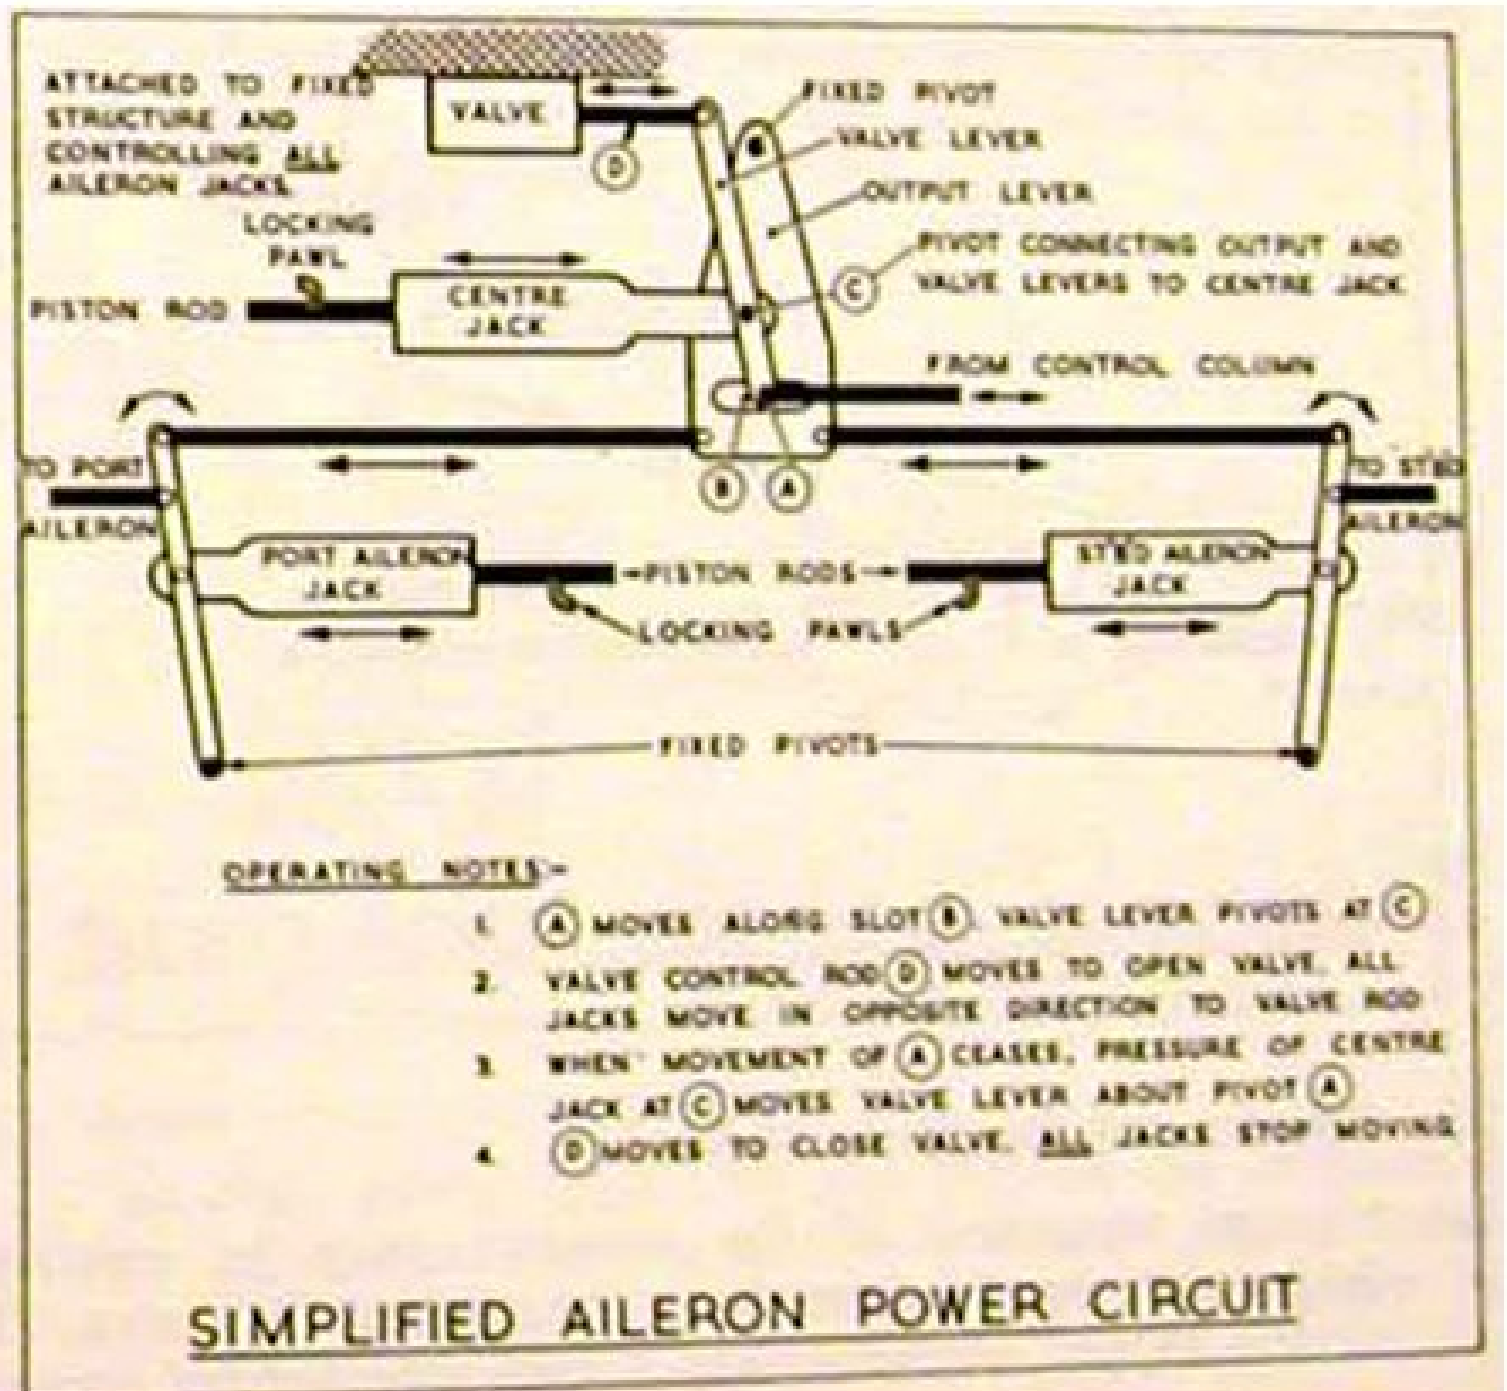 ATTACHED TO FIXED
STRUCTURE AND
CONTROLLING ALL
AILERON JACKS
VALVE
D
FIXED PIVOT
VALVE LEVER
OUTPUT LEVER
C
PIVOT CONNECTING OUTPUT AND
VALVE LEVERS TO CENTRE JACK
LOCKING
PAWL
PISTON ROD
CENTRE
JACK
FROM CONTROL COLUMN
B
A
TO PORT
AILERON
TO STBD
AILERON
PORT AILERON
JACK
PISTON RODS
ST'BD AILERON
JACK
LOCKING PAWLS
FIXED PIVOTS
OPERATING NOTES:-
1. A MOVES ALONG SLOT B. VALVE LEVER PIVOTS AT C
2. VALVE CONTROL ROD D MOVES TO OPEN VALVE. ALL
JACKS MOVE IN OPPOSITE DIRECTION TO VALVE ROD
3. WHEN MOVEMENT OF A CEASES, PRESSURE OF CENTRE
JACK AT C MOVES VALVE LEVER ABOUT PIVOT A
4. D MOVES TO CLOSE VALVE. ALL JACKS STOP MOVING
SIMPLIFIED AILERON POWER CIRCUIT